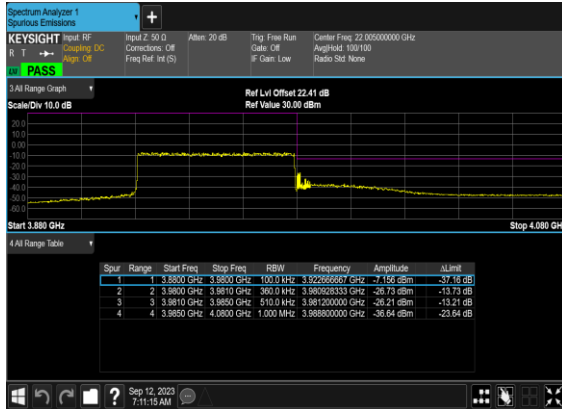 Spectrum Analyzer 1
Spurious Emissions
KEYSIGHT Input: RF Input Z: 50 Ω Atten: 20 dB Trig: Free Run Center Freq: 22.005000000 GHz
R T Coupling: DC Corrections: Off Gate: Off Avg|Hold: 100/100
Align: Off Freq Ref: Int (S) IF Gain: Low Radio Std: None
PASS
3 All Range Graph Ref Lvl Offset 22.41 dB
Scale/Div 10.0 dB Ref Value 30.00 dBm
20.0
10.0
0.00
-10.0
-20.0
-30.0
-40.0
-50.0
-60.0
Start 3.880 GHz Stop 4.080 GH
4 All Range Table
Spur Range Start Freq Stop Freq RBW Frequency Amplitude ΔLimit
1 1 3.8800 GHz 3.9800 GHz 100.0 kHz 3.922666667 GHz -7.156 dBm -37.16 dB
2 2 3.9800 GHz 3.9810 GHz 360.0 kHz 3.980928333 GHz -26.73 dBm -13.73 dB
3 3 3.9810 GHz 3.9850 GHz 510.0 kHz 3.981200000 GHz -26.21 dBm -13.21 dB
4 4 3.9850 GHz 4.0800 GHz 1.000 MHz 3.988800000 GHz -36.64 dBm -23.64 dB
? Sep 12, 2023
7:11:15 AM